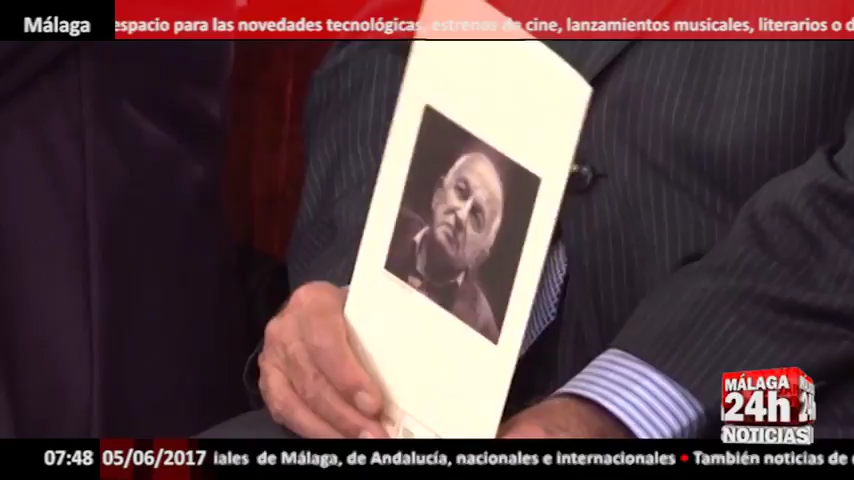 Málaga
espacio para las novedades tecnológicas, estrenos de cine, lanzamientos musicales, literarios o d
MÁLAGA
24h
NOTICIAS
07:48 05/06/2017 iales de Málaga, de Andalucía, nacionales e internacionales • También noticias de